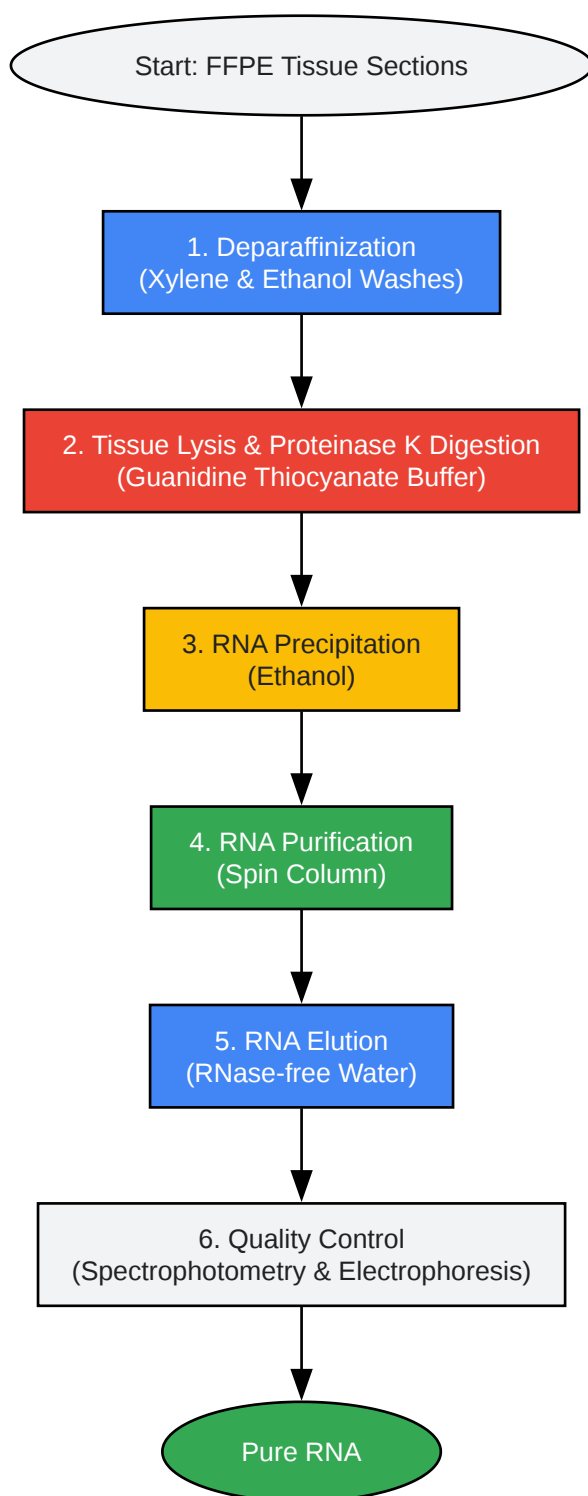 Start: FFPE Tissue Sections
1. Deparaffinization
(Xylene & Ethanol Washes)
2. Tissue Lysis & Proteinase K Digestion
(Guanidine Thiocyanate Buffer)
3. RNA Precipitation
(Ethanol)
4. RNA Purification
(Spin Column)
5. RNA Elution
(RNase-free Water)
6. Quality Control
(Spectrophotometry & Electrophoresis)
Pure RNA